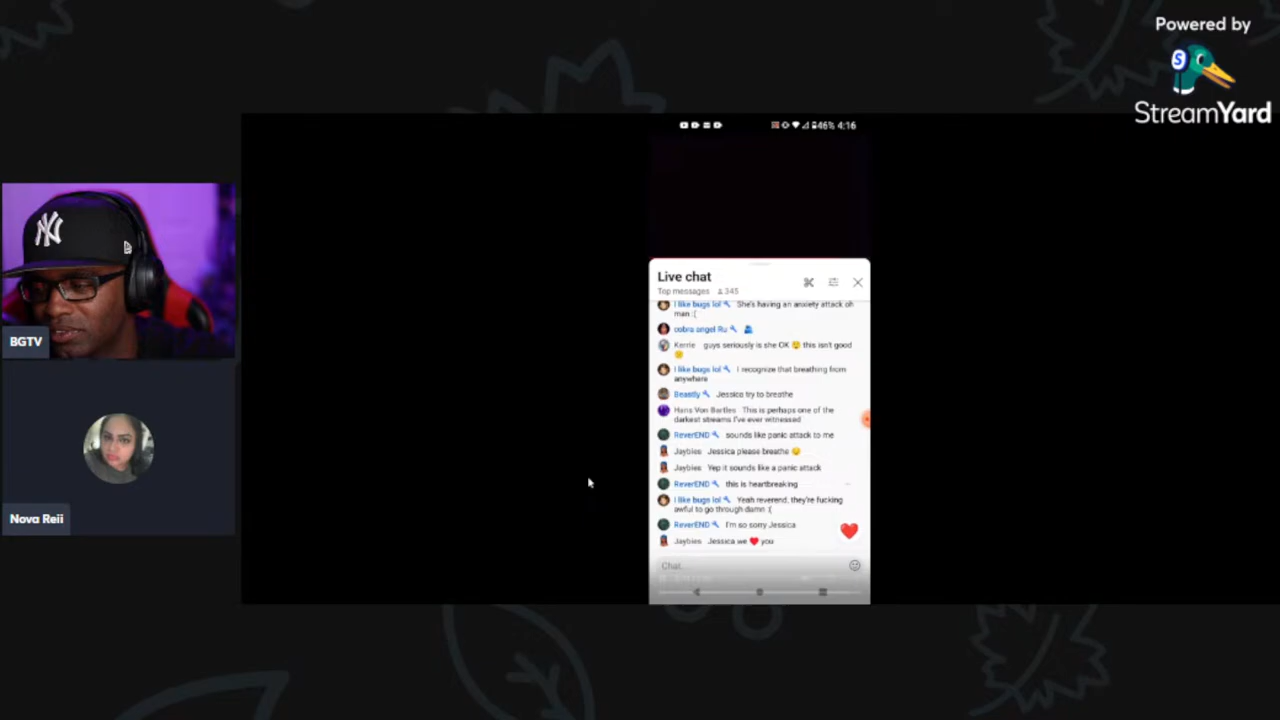 Powered by
StreamYard
46% 4:16
Live chat
Top messages 345
I like bugs lol She's having an anxiety attack oh
man :(
cobra angel Ru
Kerrie guys seriously is she OK 😟 this isn't good
I like bugs lol I recognize that breathing from
anywhere
Beastly Jessica try to breathe
Hans Von Bartles This is perhaps one of the
darkest streams I've ever witnessed
ReverEND sounds like panic attack to me
Jaybies Jessica please breathe 😔
Jaybies Yep it sounds like a panic attack
ReverEND this is heartbreaking
I like bugs lol Yeah reverend, they're fucking
awful to go through damn :(
ReverEND I'm so sorry Jessica
Jaybies Jessica we ❤️ you
Chat...
BGTV
NY
Nova Reii